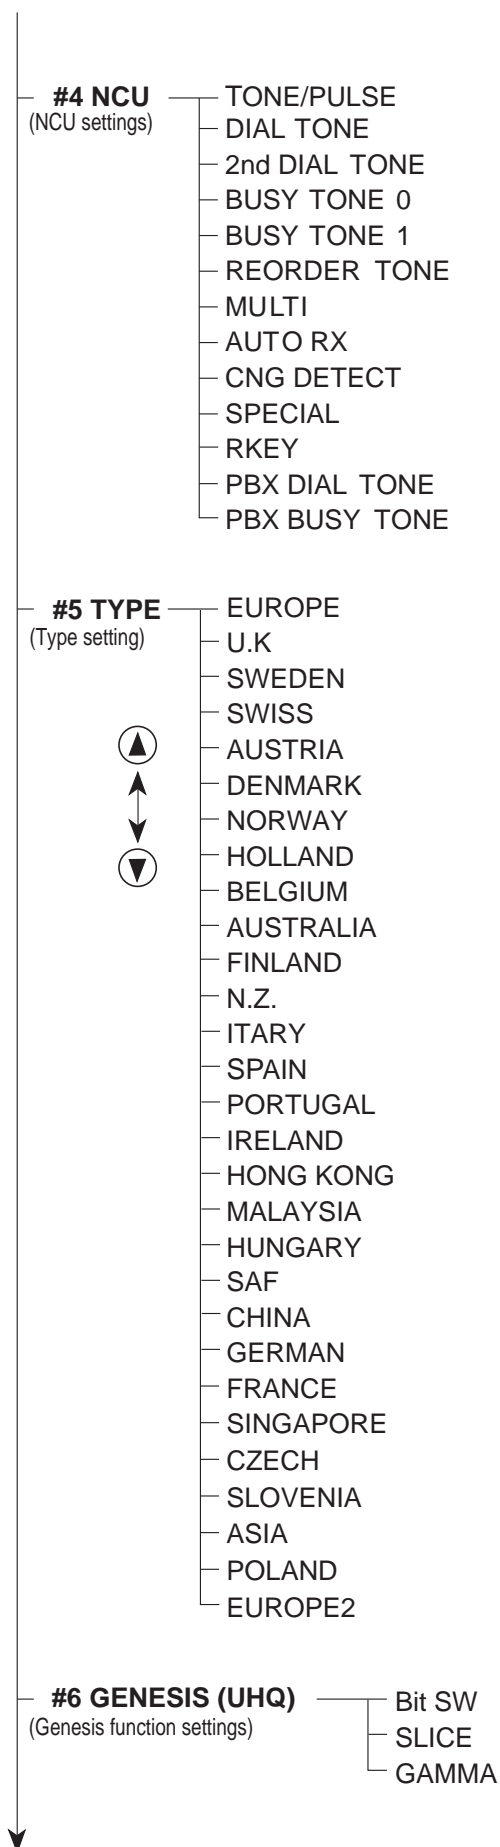 #4 NCU TONE/PULSE
(NCU settings) DIAL TONE
2nd DIAL TONE
BUSY TONE 0
BUSY TONE 1
REORDER TONE
MULTI
AUTO RX
CNG DETECT
SPECIAL
RKEY
PBX DIAL TONE
PBX BUSY TONE
#5 TYPE EUROPE
(Type setting) U.K
SWEDEN
SWISS
AUSTRIA
DENMARK
NORWAY
HOLLAND
BELGIUM
AUSTRALIA
FINLAND
N.Z.
ITARY
SPAIN
PORTUGAL
IRELAND
HONG KONG
MALAYSIA
HUNGARY
SAF
CHINA
GERMAN
FRANCE
SINGAPORE
CZECH
SLOVENIA
ASIA
POLAND
EUROPE2
#6 GENESIS (UHQ) Bit SW
(Genesis function settings) SLICE
GAMMA